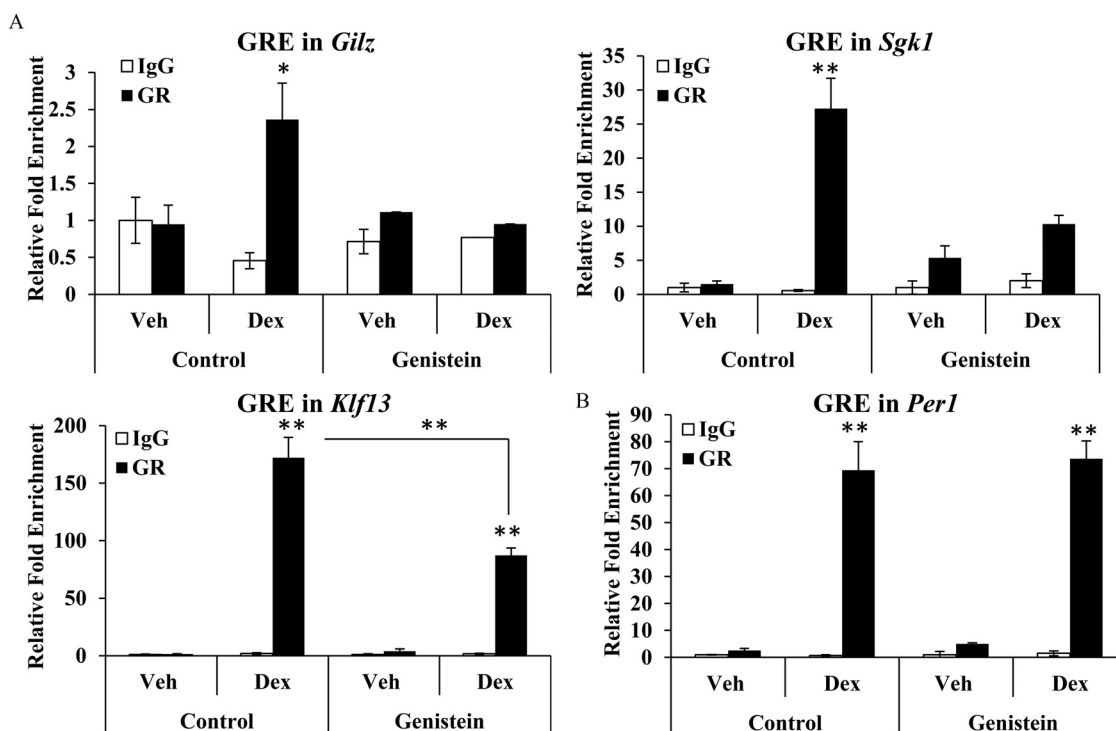 A
GRE in Gilz
*
IgG
GR
Relative Fold Enrichment
3
2.5
2
1.5
1
0.5
0
Veh Dex Veh Dex
Control Genistein
GRE in Sgk1
**
IgG
GR
Relative Fold Enrichment
35
30
25
20
15
10
5
0
Veh Dex Veh Dex
Control Genistein
GRE in Klf13
** **
**
IgG
GR
Relative Fold Enrichment
200
150
100
50
0
Veh Dex Veh Dex
Control Genistein
B
GRE in Per1
** **
IgG
GR
Relative Fold Enrichment
90
80
70
60
50
40
30
20
10
0
Veh Dex Veh Dex
Control Genistein